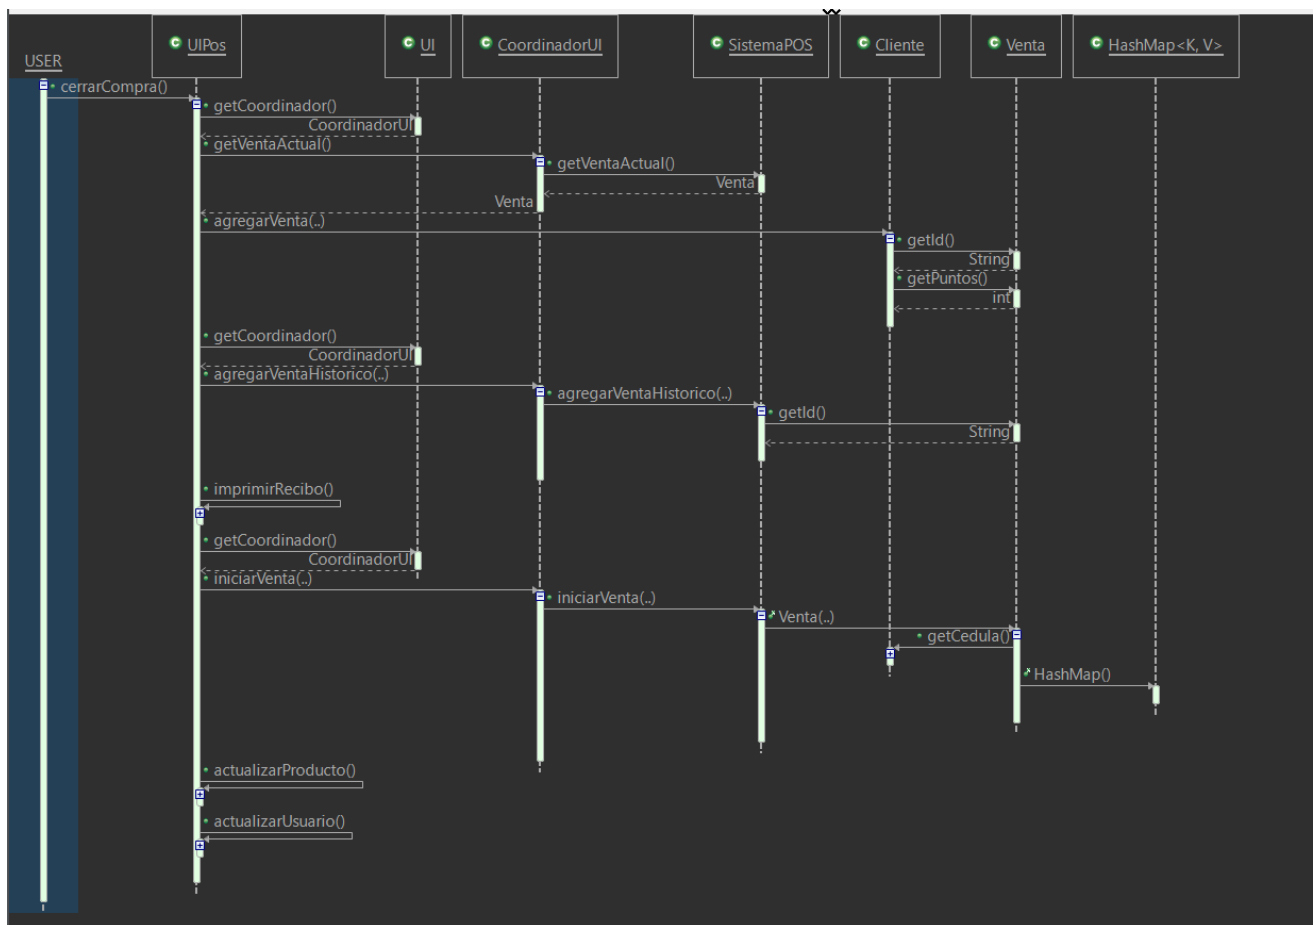 USER
UIPos
UI
CoordinadorUI
SistemaPOS
Cliente
Venta
HashMap<K, V>
cerrarCompra()
getCoordinador()
CoordinadorUI
getVentaActual()
getVentaActual()
Venta
Venta
agregarVenta(..)
getId()
String
getPuntos()
int
getCoordinador()
CoordinadorUI
agregarVentaHistorico(..)
agregarVentaHistorico(..)
getId()
String
imprimirRecibo()
getCoordinador()
CoordinadorUI
iniciarVenta(..)
iniciarVenta(..)
Venta(..)
getCedula()
HashMap()
actualizarProducto()
actualizarUsuario()